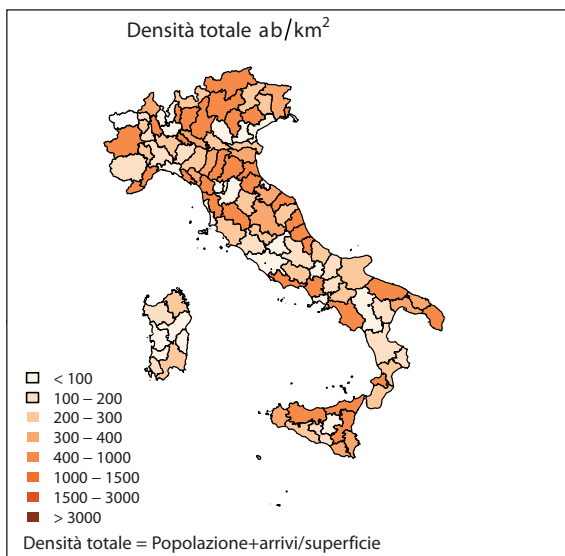 Densità totale ab/km²
< 100
100 – 200
200 – 300
300 – 400
400 – 1000
1000 – 1500
1500 – 3000
> 3000
Densità totale = Popolazione+arrivi/superficie